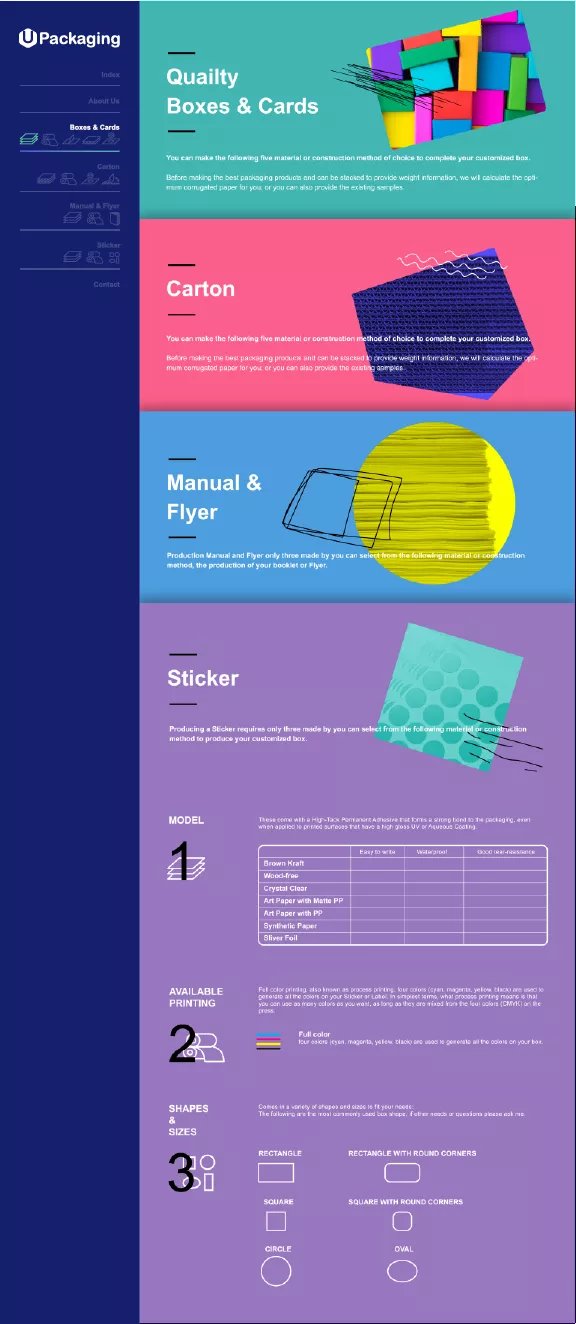 U Packaging
Index
About Us
Boxes & Cards
Carton
Manual & Flyer
Sticker
Contact
Quailty
Boxes & Cards
You can make the following five material or construction method of choice to complete your customized box.
Before making the best packaging products and can be stacked to provide weight information, we will calculate the opti-
mum corrugated paper for you; or you can also provide the existing samples.
Carton
You can make the following five material or construction method of choice to complete your customized box.
Before making the best packaging products and can be stacked to provide weight information, we will calculate the opti-
mum corrugated paper for you; or you can also provide the existing samples.
Manual &
Flyer
Production Manual and Flyer only three made by you can select from the following material or construction
method, the production of your booklet or Flyer.
Sticker
Producing a Sticker requires only three made by you can select from the following material or construction
method to produce your customized box.
MODEL
1
These come with a High-Tack Permanent Adhesive that forms a strong bond to the packaging, even
when applied to printed surfaces that have a high gloss UV or Aqueous Coating.
Easy to write Waterproof Good tear-resistance
Brown Kraft
Wood-free
Crystal Clear
Art Paper with Matte PP
Art Paper with PP
Synthetic Paper
Sliver Foil
AVAILABLE
PRINTING
2
Full color printing, also known as process printing, four colors (cyan, magenta, yellow, black) are used to
generate all the colors on your Sticker or Label. In simplest terms, what process printing means is that
you can use as many colors as you want, as long as they are mixed from the four colors (CMYK) on the
press.
Full color
four colors (cyan, magenta, yellow, black) are used to generate all the colors on your box.
SHAPES
&
SIZES
3
Comes in a variety of shapes and sizes to fit your needs:
The following are the most commonly used box shape, if other needs or questions please ask me.
RECTANGLE
RECTANGLE WITH ROUND CORNERS
SQUARE
SQUARE WITH ROUND CORNERS
CIRCLE
OVAL